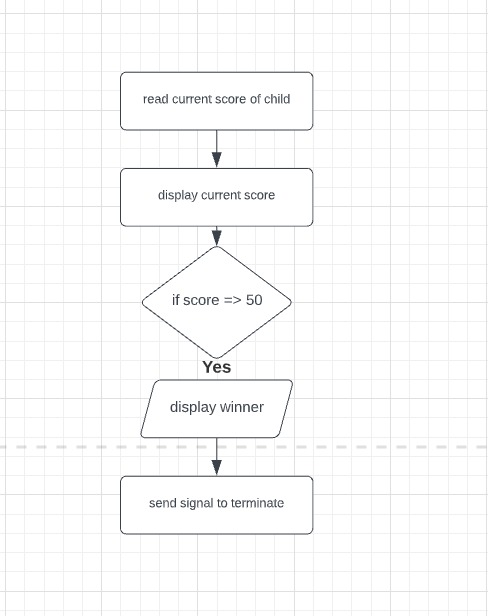 read current score of child
display current score
if score => 50
Yes
display winner
send signal to terminate